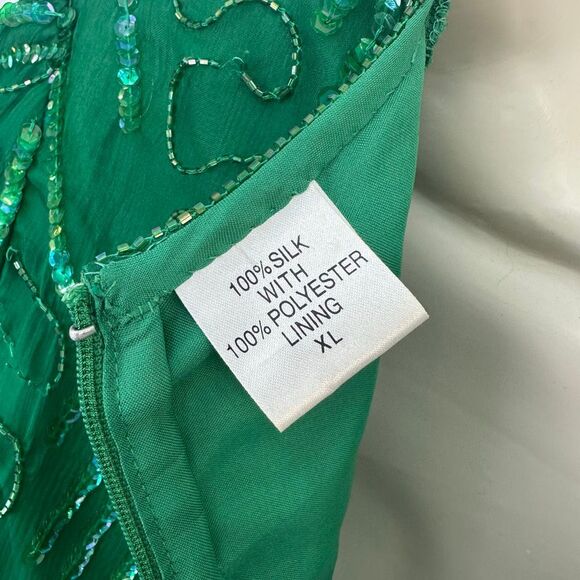 100% SILK
WITH
100% POLYESTER
LINING
XL